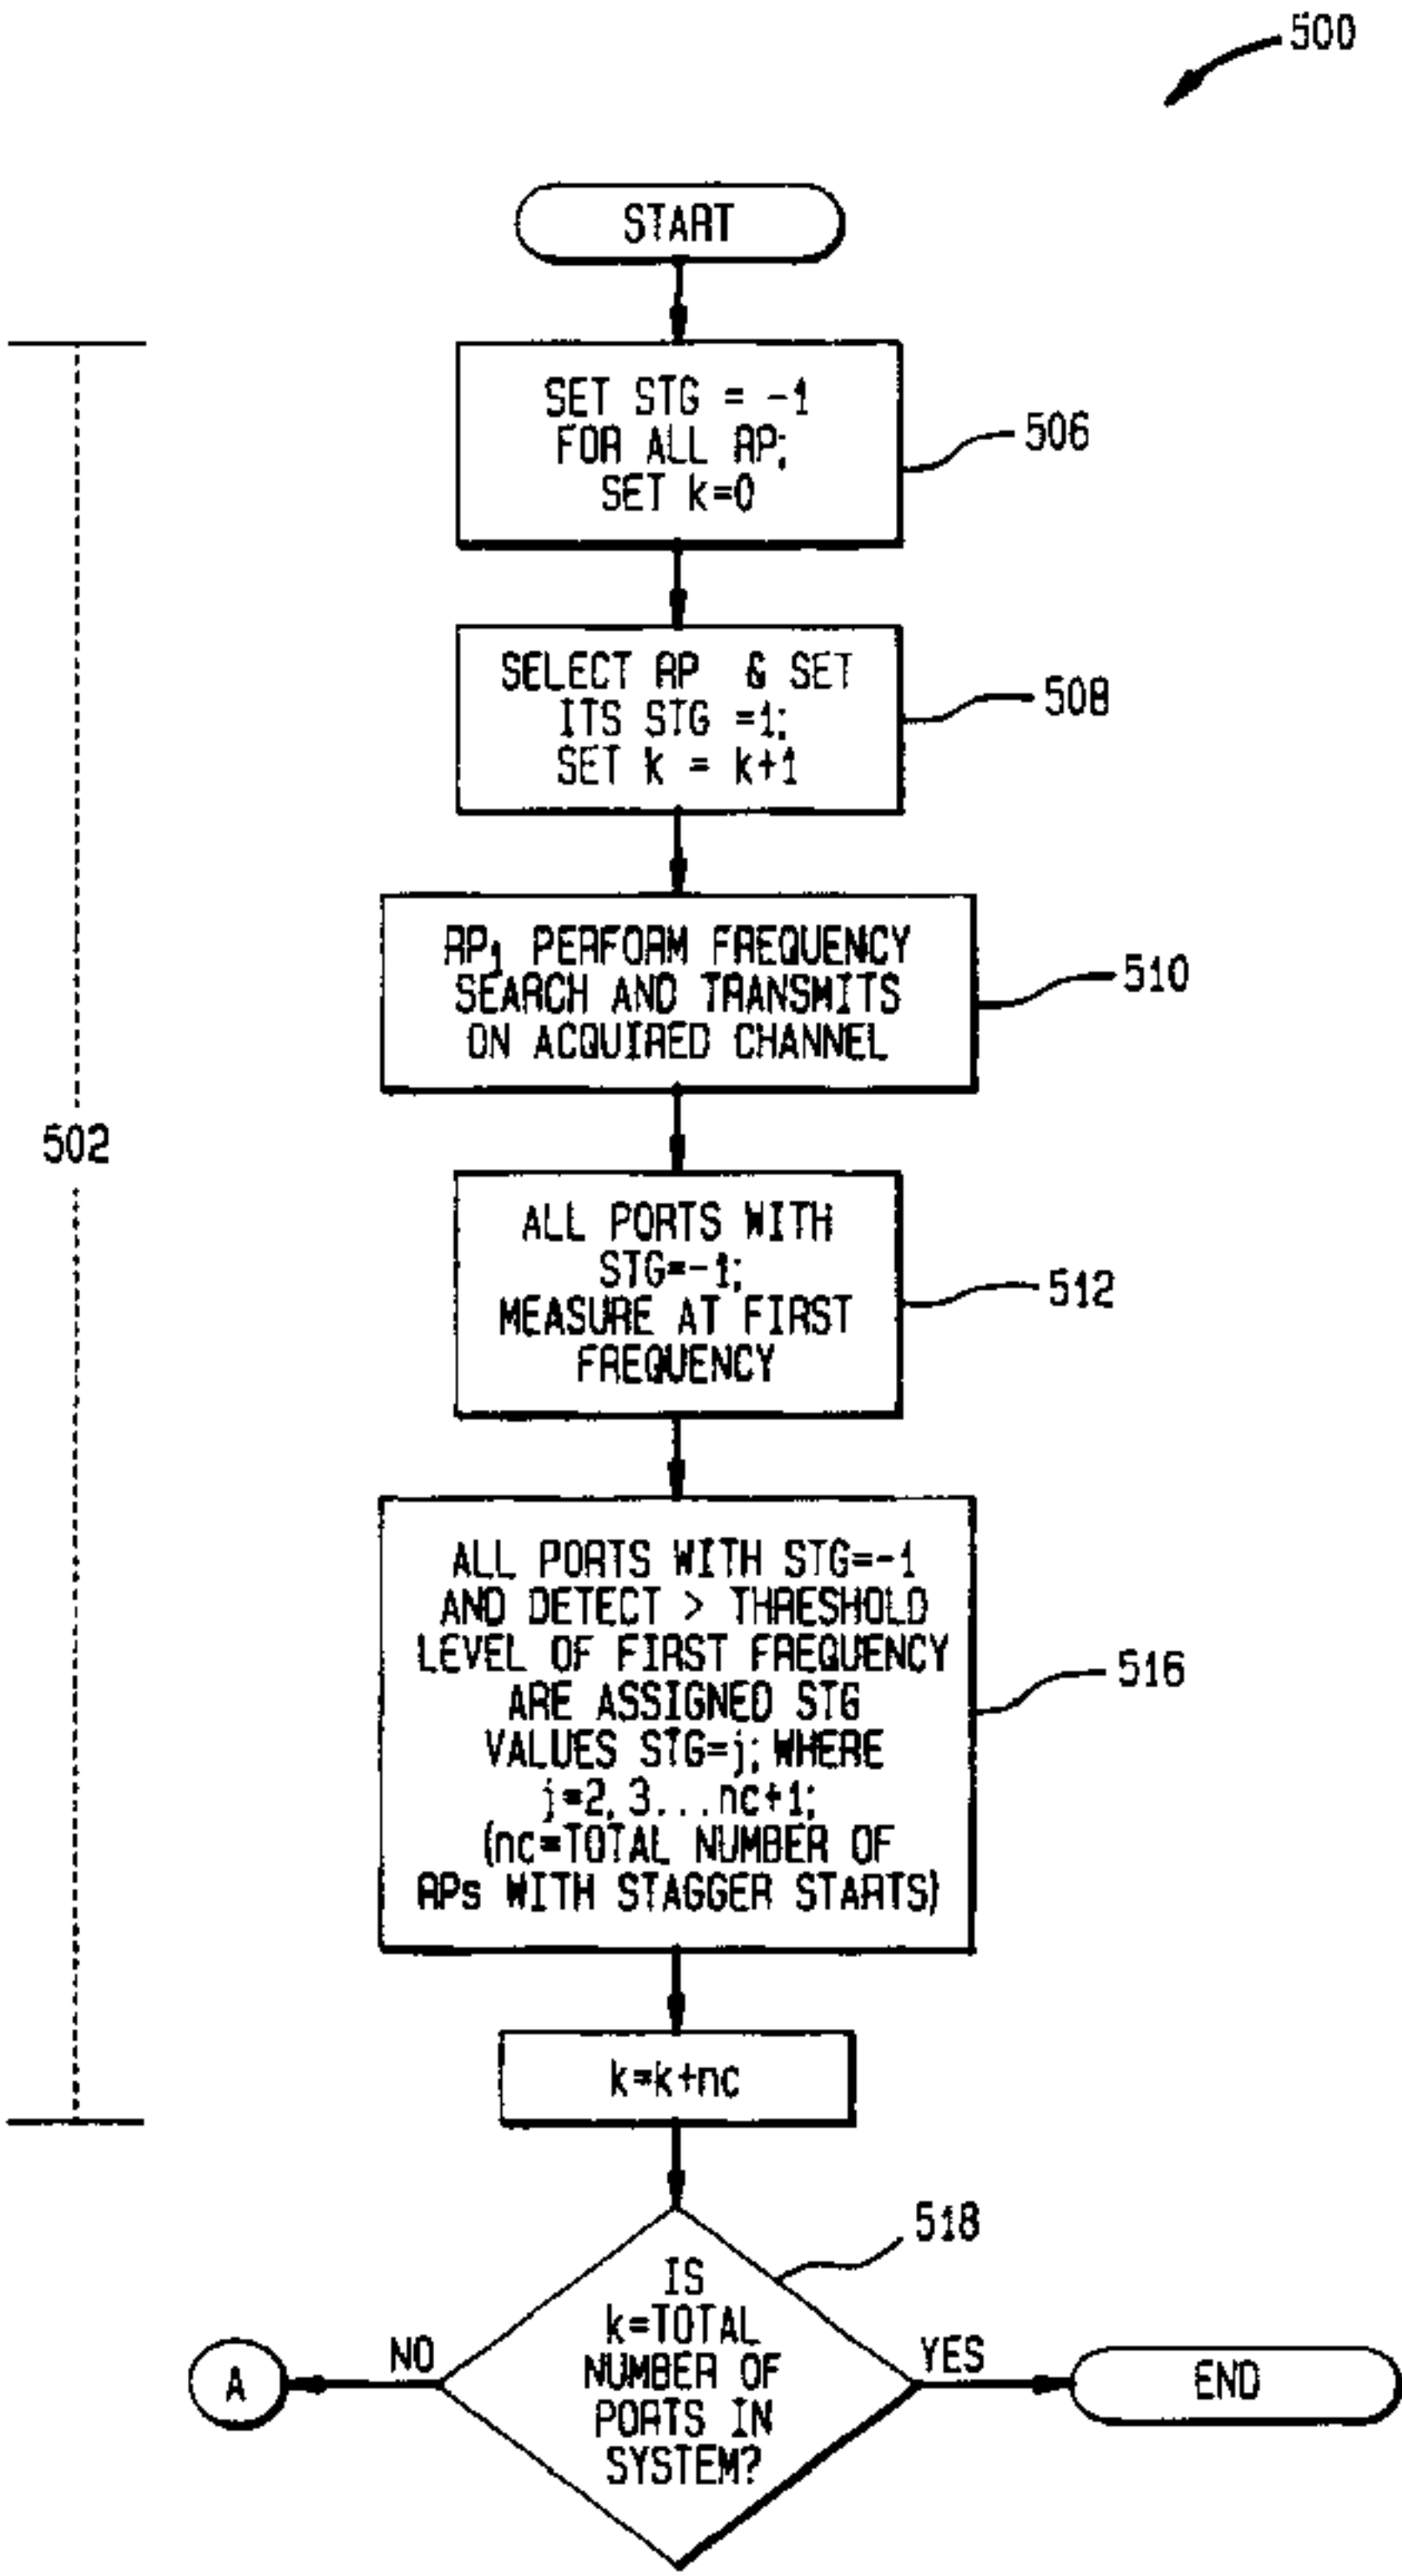 500
START
SET STG = -1
FOR ALL RP;
SET k=0
506
SELECT RP & SET
ITS STG =1;
SET k = k+1
508
RP1 PERFORM FREQUENCY
SEARCH AND TRANSMITS
ON ACQUIRED CHANNEL
510
502
ALL PORTS WITH
STG=-1;
MEASURE AT FIRST
FREQUENCY
512
ALL PORTS WITH STG=-1
AND DETECT > THRESHOLD
LEVEL OF FIRST FREQUENCY
ARE ASSIGNED STG
VALUES STG=j; WHERE
j=2, 3...nc+1;
(nc=TOTAL NUMBER OF
RPs WITH STAGGER STARTS)
516
k=k+nc
518
IS
k=TOTAL
NUMBER OF
PORTS IN
SYSTEM?
NO
A
YES
END